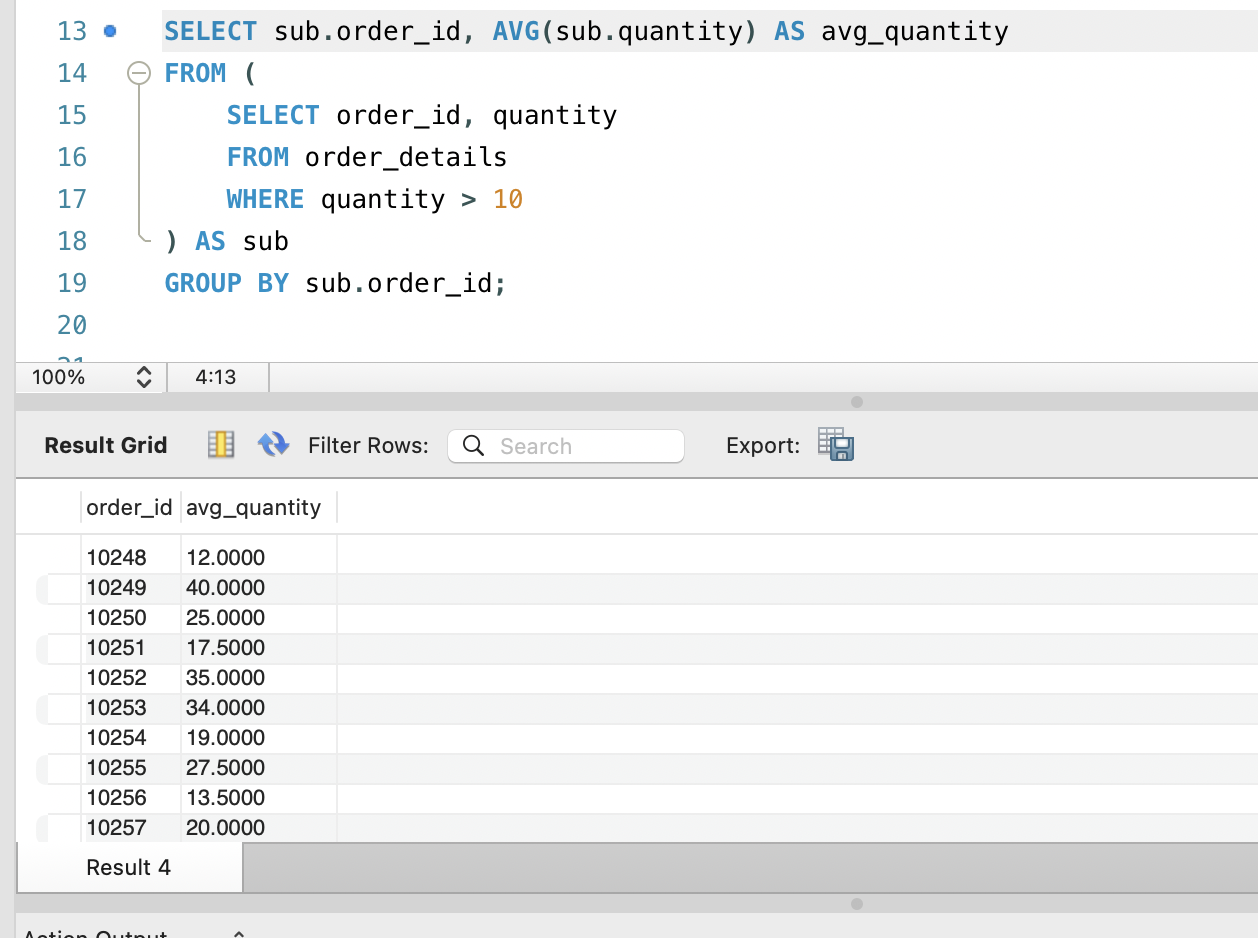 13 SELECT sub.order_id, AVG(sub.quantity) AS avg_quantity
14 FROM (
15 SELECT order_id, quantity
16 FROM order_details
17 WHERE quantity > 10
18 ) AS sub
19 GROUP BY sub.order_id;
20
100% 4:13
Result Grid Filter Rows: Search Export:
order_id avg_quantity
10248 12.0000
10249 40.0000
10250 25.0000
10251 17.5000
10252 35.0000
10253 34.0000
10254 19.0000
10255 27.5000
10256 13.5000
10257 20.0000
Result 4
Action Output